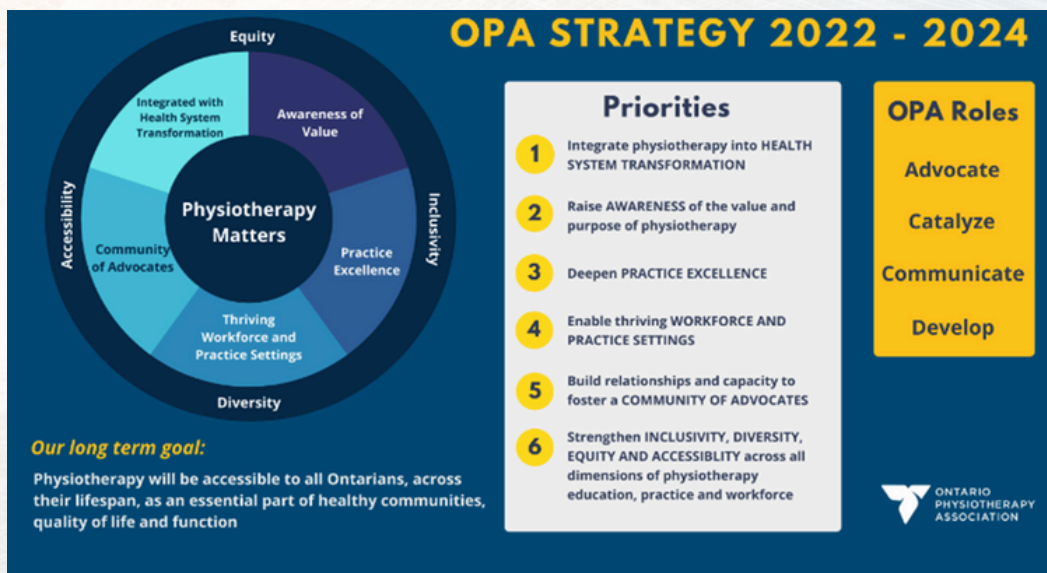 OPA STRATEGY 2022 - 2024
Equity
Integrated with
Health System
Transformation
Awareness of
Value
Accessibility
Inclusivity
Physiotherapy
Matters
Community
of Advocates
Practice
Excellence
Thriving
Workforce and
Practice Settings
Diversity
Our long term goal:
Physiotherapy will be accessible to all Ontarians, across
their lifespan, as an essential part of healthy communities,
quality of life and function
Priorities
1
Integrate physiotherapy into HEALTH
SYSTEM TRANSFORMATION
2
Raise AWARENESS of the value and
purpose of physiotherapy
3
Deepen PRACTICE EXCELLENCE
4
Enable thriving WORKFORCE AND
PRACTICE SETTINGS
5
Build relationships and capacity to
foster a COMMUNITY OF ADVOCATES
6
Strengthen INCLUSIVITY, DIVERSITY,
EQUITY AND ACCESSIBLITY across all
dimensions of physiotherapy
education, practice and workforce
OPA Roles
Advocate
Catalyze
Communicate
Develop
ONTARIO
PHYSIOTHERAPY
ASSOCIATION